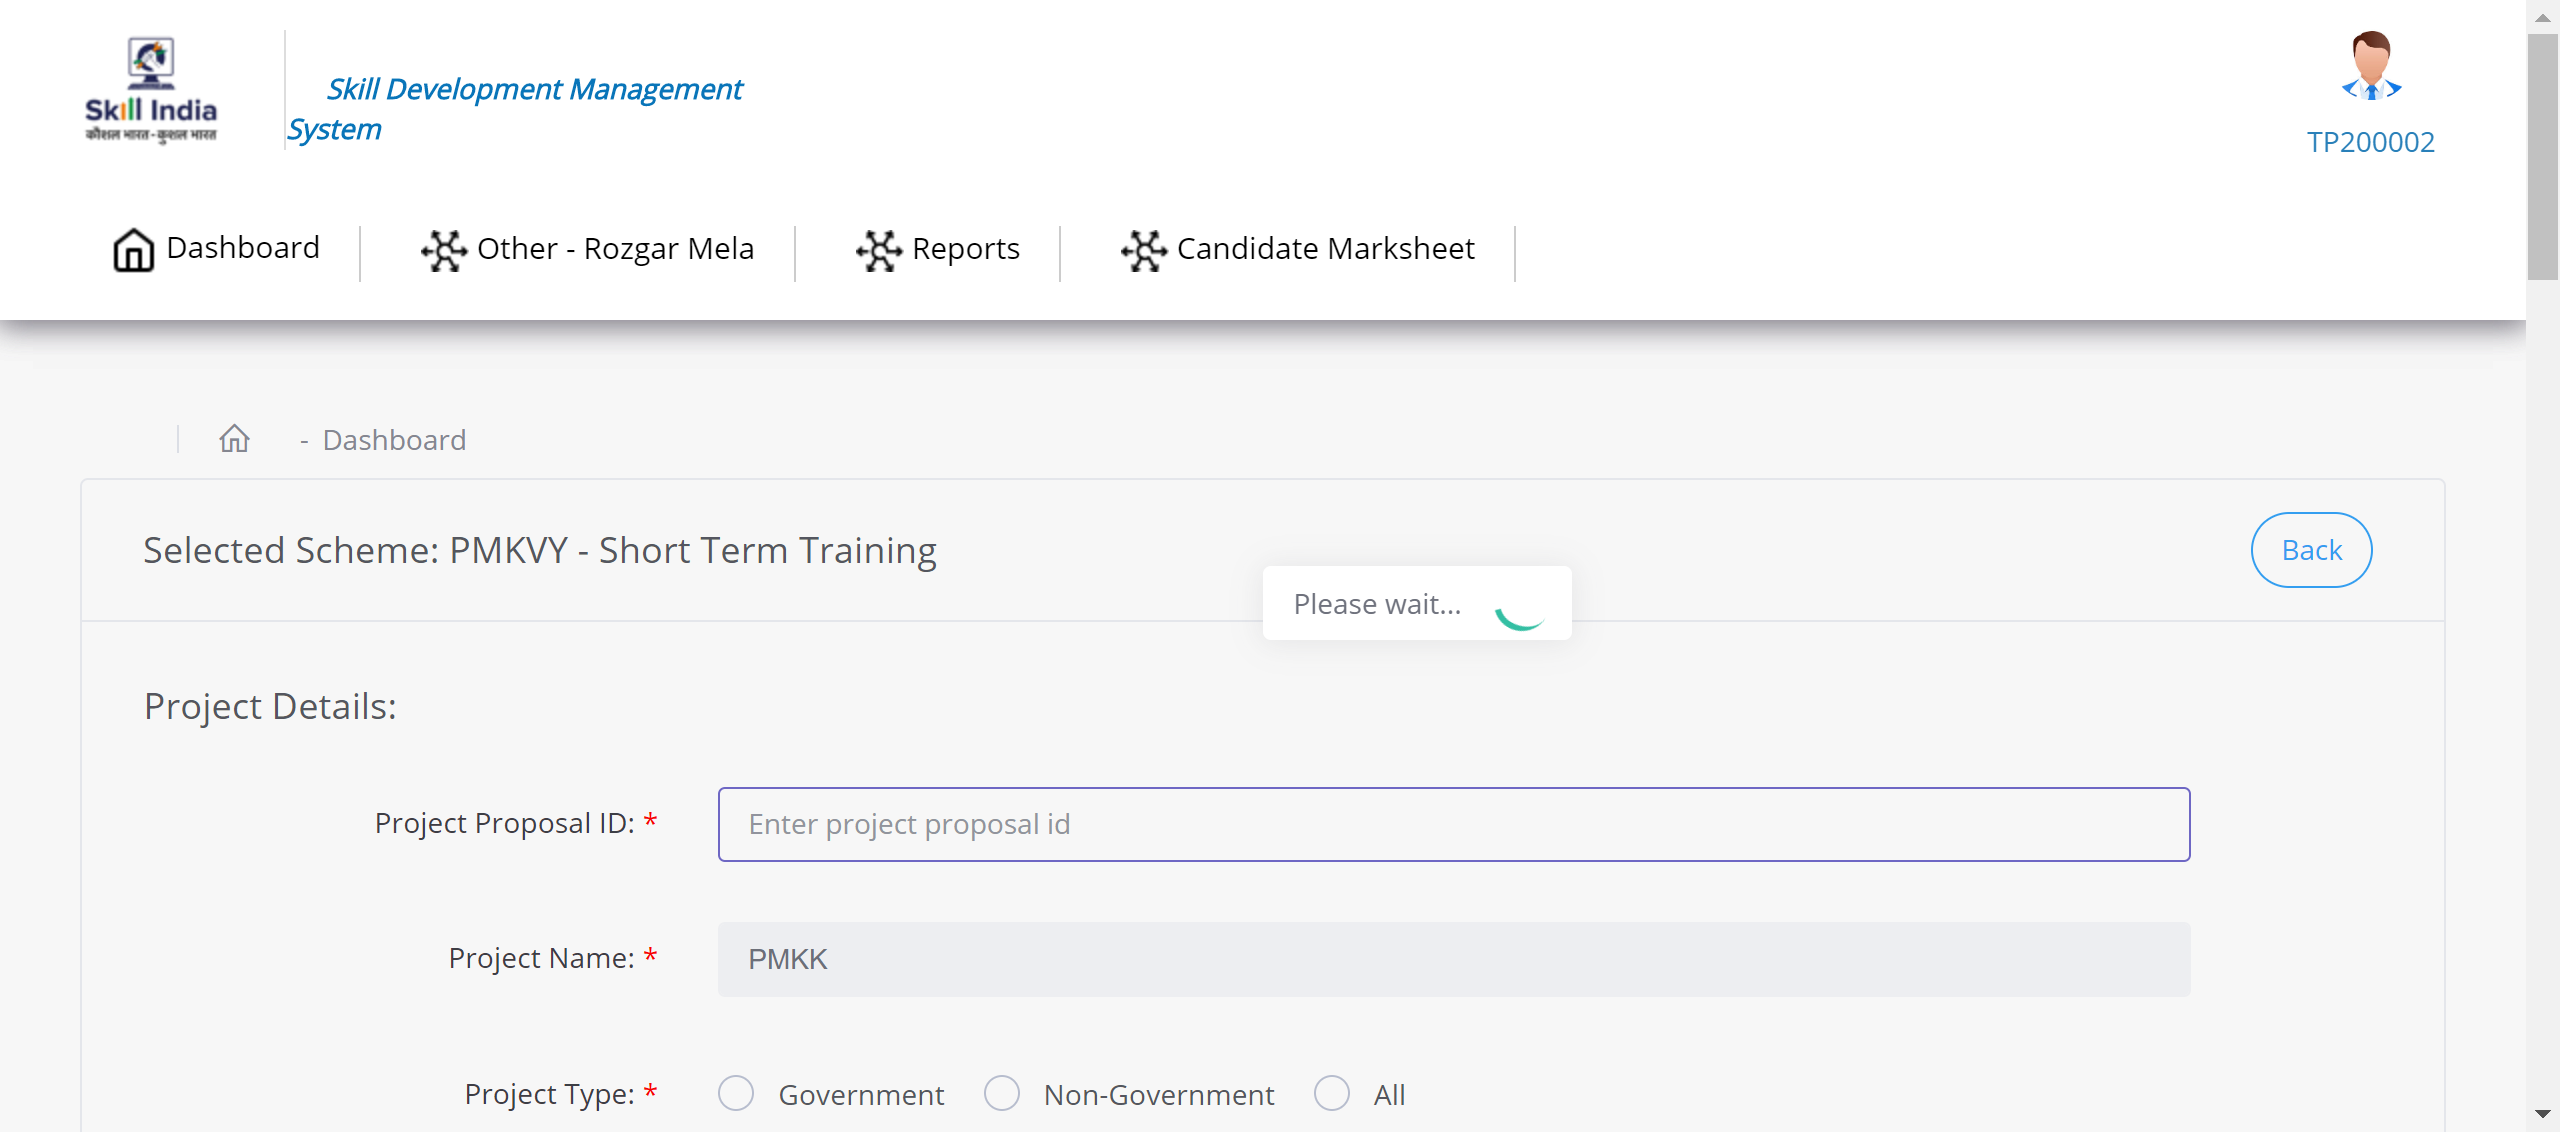 Skill India
कौशल भारत-कुशल भारत
Skill Development Management
System
TP200002
Dashboard
Other - Rozgar Mela
Reports
Candidate Marksheet
- Dashboard
Selected Scheme: PMKVY - Short Term Training
Back
Please wait...
Project Details:
Project Proposal ID: *
Enter project proposal id
Project Name: *
PMKK
Project Type: *
Government
Non-Government
All